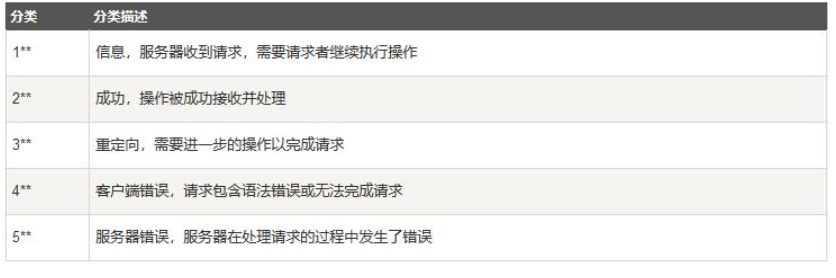 分类 分类描述
1** 信息，服务器收到请求，需要请求者继续执行操作
2** 成功，操作被成功接收并处理
3** 重定向，需要进一步的操作以完成请求
4** 客户端错误，请求包含语法错误或无法完成请求
5** 服务器错误，服务器在处理请求的过程中发生了错误